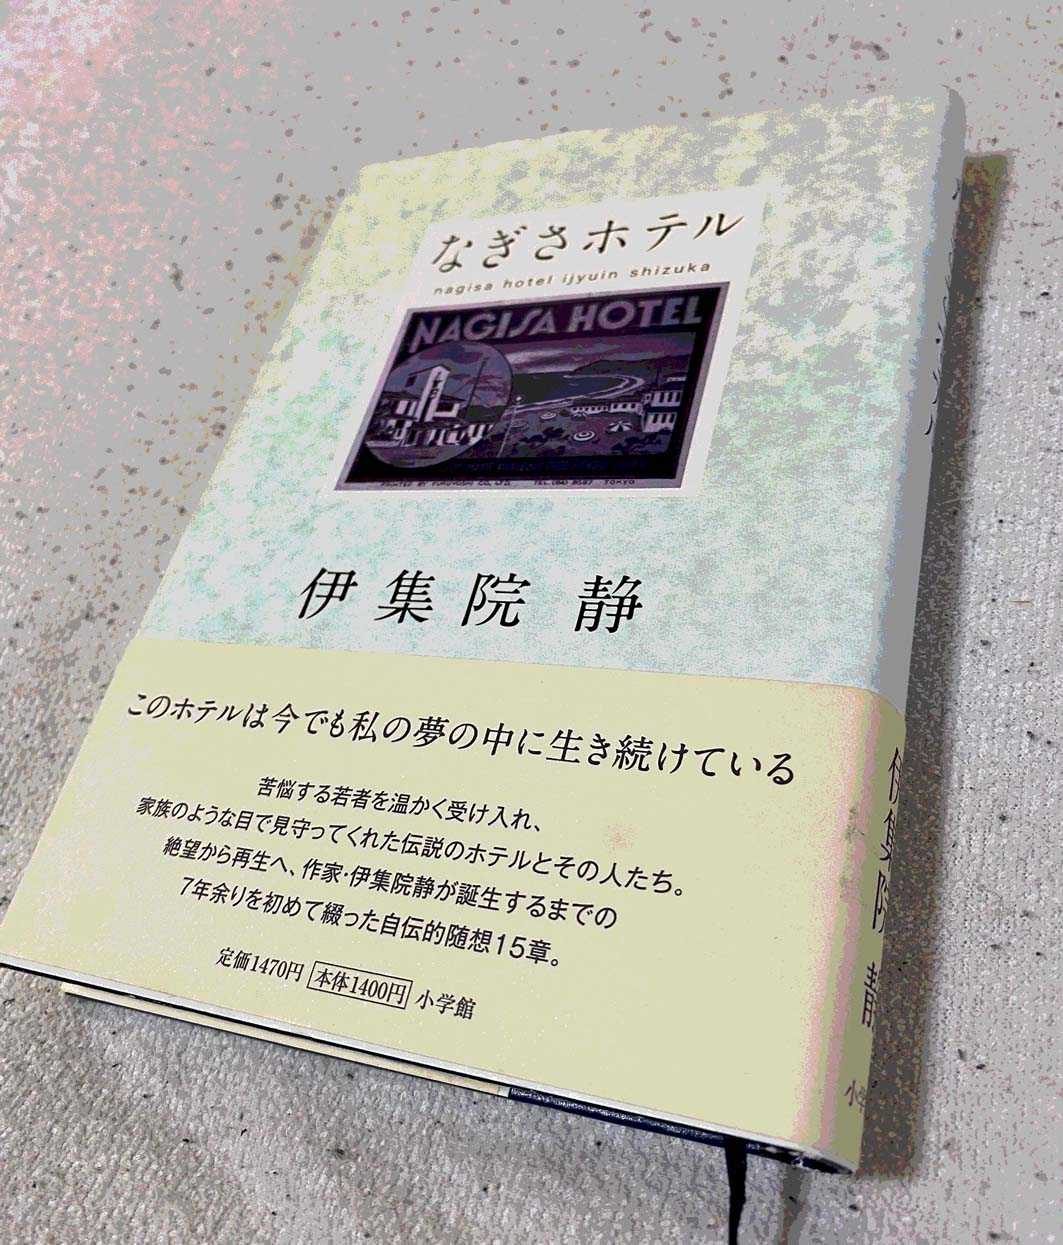 なぎさホテル
nagisa hotel ijyuin shizuka
NAGISA HOTEL
伊集院 静
このホテルは今でも私の夢の中に生き続けている
苦悩する若者を温かく受け入れ、
家族のような目で見守ってくれた伝説のホテルとその人たち。
絶望から再生へ、作家・伊集院静が誕生するまでの
7年余りを初めて綴った自伝的随想15章。
定価1470円 本体1400円 小学館
伊集院 静